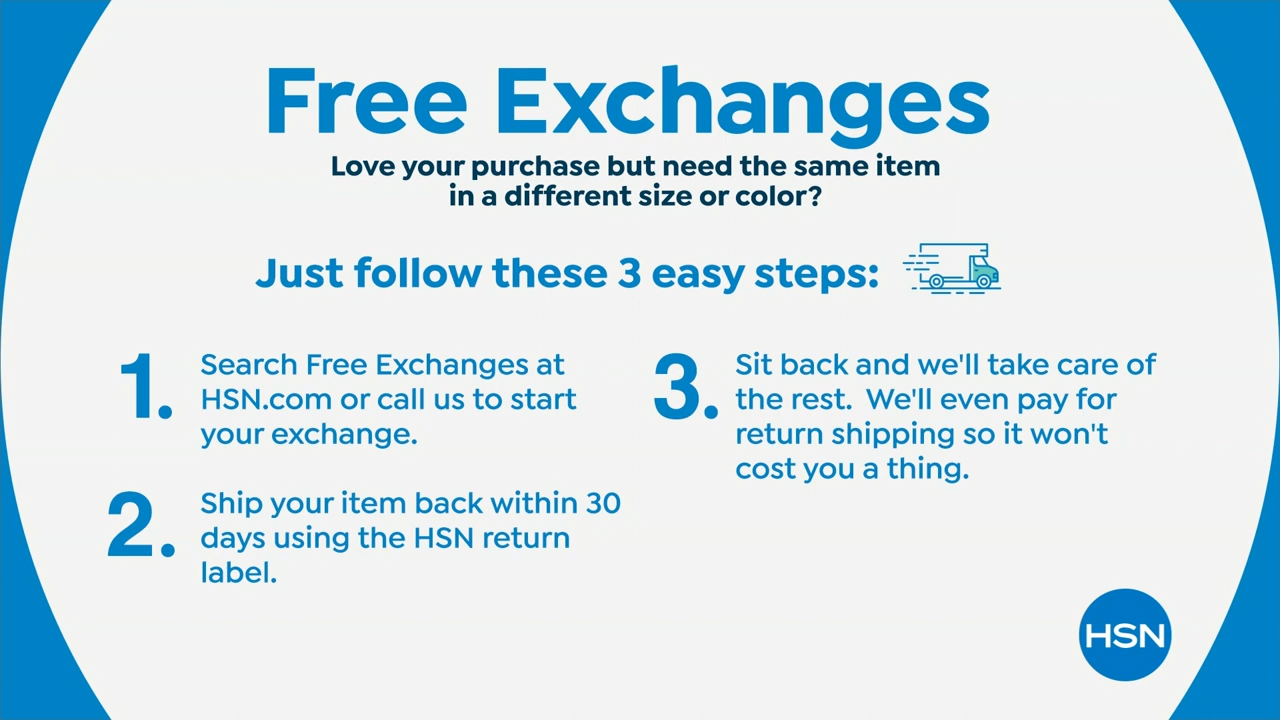 Free Exchanges
Love your purchase but need the same item
in a different size or color?
Just follow these 3 easy steps:
1. Search Free Exchanges at
HSN.com or call us to start
your exchange.
2. Ship your item back within 30
days using the HSN return
label.
3. Sit back and we'll take care of
the rest.  We'll even pay for
return shipping so it won't
cost you a thing.
HSN